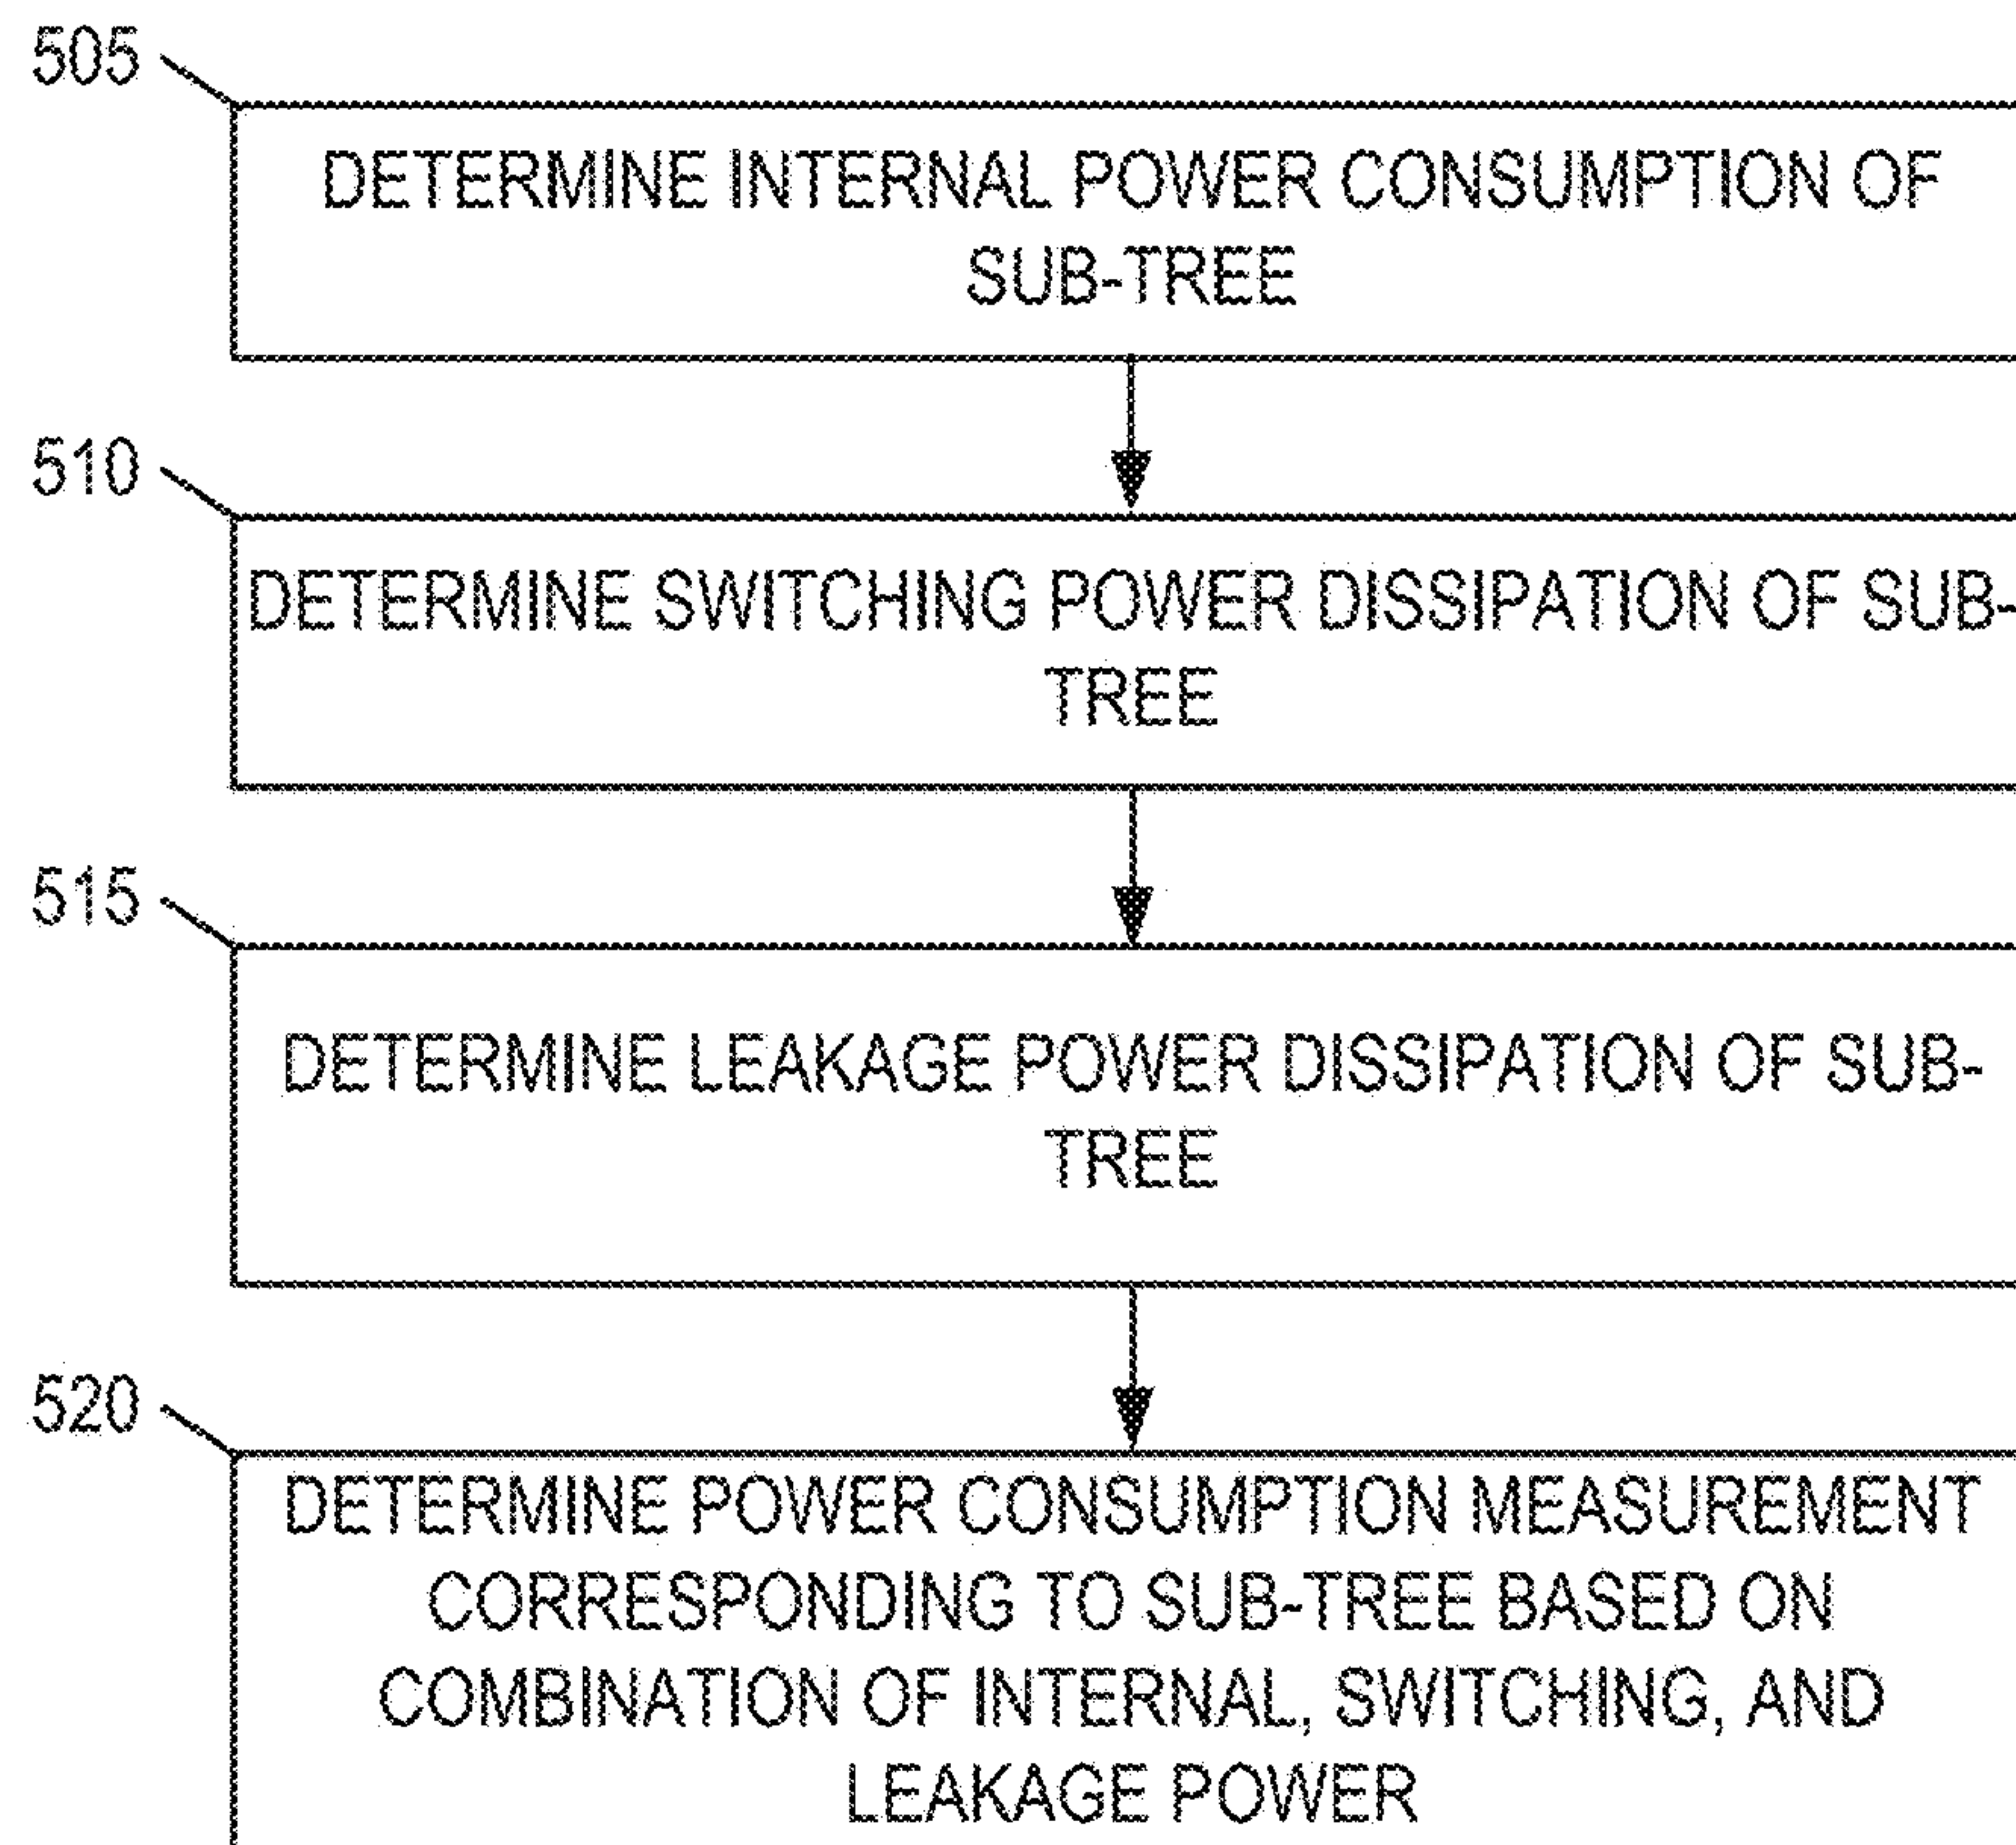 505
DETERMINE INTERNAL POWER CONSUMPTION OF
SUB-TREE
510
DETERMINE SWITCHING POWER DISSIPATION OF SUB-
TREE
515
DETERMINE LEAKAGE POWER DISSIPATION OF SUB-
TREE
520
DETERMINE POWER CONSUMPTION MEASUREMENT
CORRESPONDING TO SUB-TREE BASED ON
COMBINATION OF INTERNAL, SWITCHING, AND
LEAKAGE POWER